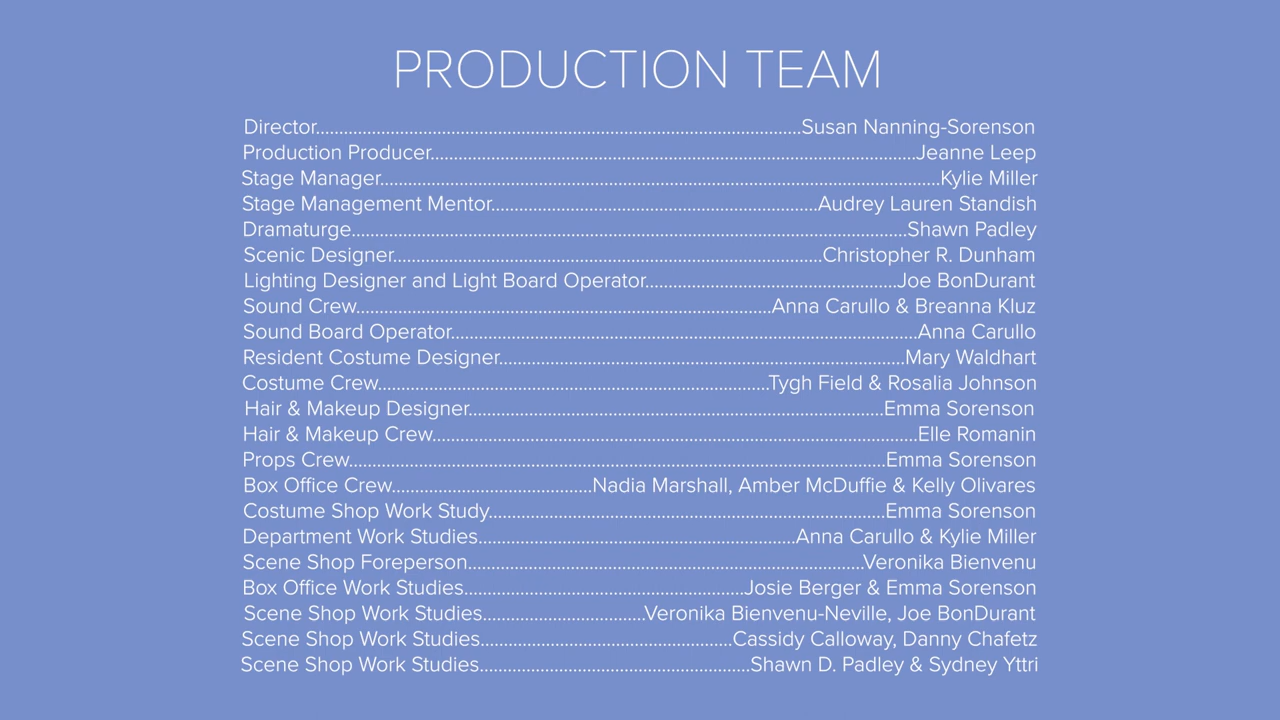 PRODUCTION TEAM
Director....................................................................................Susan Nanning-Sorenson
Production Producer....................................................................................Jeanne Leep
Stage Manager................................................................................................Kylie Miller
Stage Management Mentor........................................................Audrey Lauren Standish
Dramaturge................................................................................................Shawn Padley
Scenic Designer..........................................................................Christopher R. Dunham
Lighting Designer and Light Board Operator...........................................Joe BonDurant
Sound Crew.......................................................................Anna Carullo & Breanna Kluz
Sound Board Operator................................................................................Anna Carullo
Resident Costume Designer......................................................................Mary Waldhart
Costume Crew...................................................................Tygh Field & Rosalia Johnson
Hair & Makeup Designer.......................................................................Emma Sorenson
Hair & Makeup Crew...................................................................................Elle Romanin
Props Crew............................................................................................Emma Sorenson
Box Office Crew..................................Nadia Marshall, Amber McDuffie & Kelly Olivares
Costume Shop Work Study....................................................................Emma Sorenson
Department Work Studies......................................................Anna Carullo & Kylie Miller
Scene Shop Foreperson....................................................................Veronika Bienvenu
Box Office Work Studies................................................Josie Berger & Emma Sorenson
Scene Shop Work Studies............................Veronika Bienvenu-Neville, Joe BonDurant
Scene Shop Work Studies...........................................Cassidy Calloway, Danny Chafetz
Scene Shop Work Studies..............................................Shawn D. Padley & Sydney Yttri